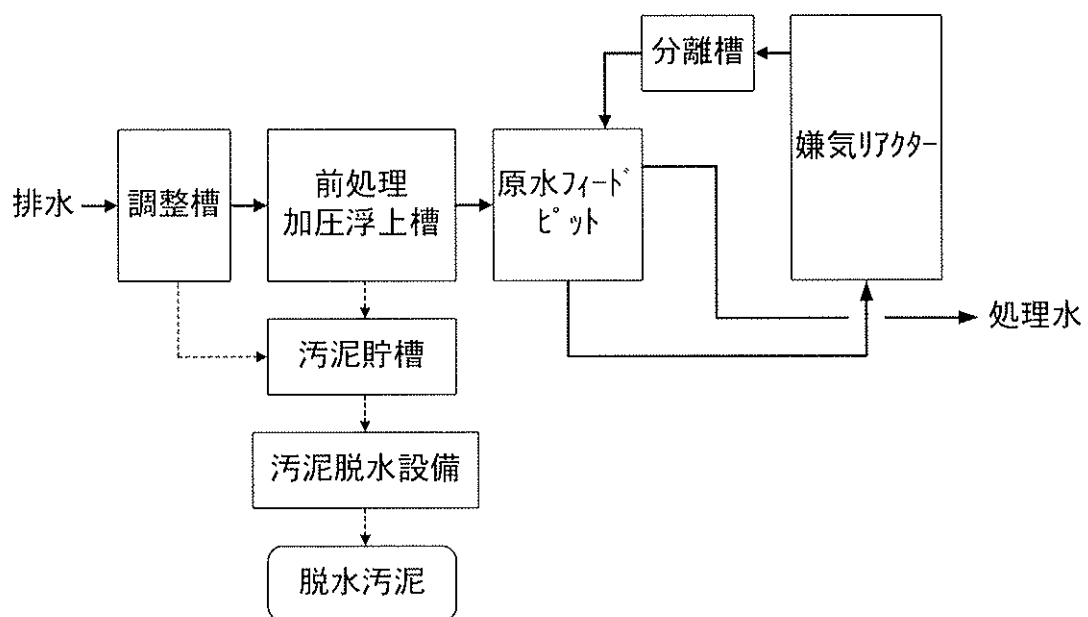 分離槽
嫌気リアクター
排水
調整槽
前処理
加圧浮上槽
原水フィード
ピット
処理水
汚泥貯槽
汚泥脱水設備
脱水汚泥